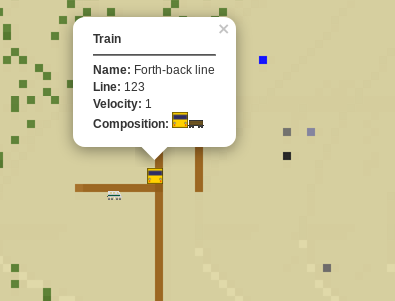 ×
Train
Name: Forth-back line
Line: 123
Velocity: 1
Composition: